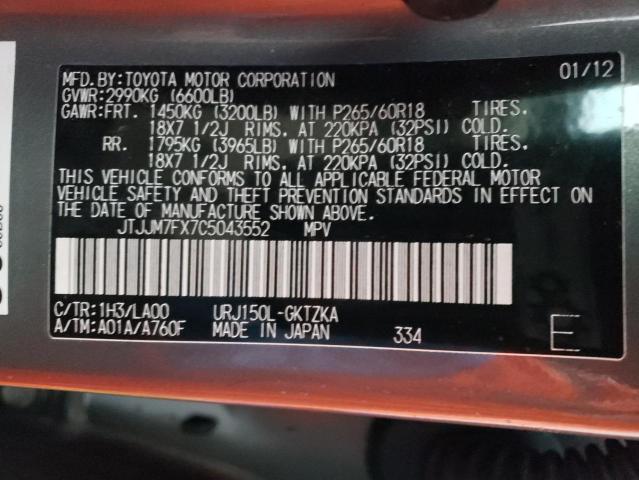 MFD.BY:TOYOTA MOTOR CORPORATION 01/12
GVWR:2990KG (6600LB)
GAWR:FRT. 1450KG (3200LB) WITH P265/60R18 TIRES.
18X7 1/2J RIMS. AT 220KPA (32PSI) COLD.
RR. 1795KG (3965LB) WITH P265/60R18 TIRES.
18X7 1/2J RIMS. AT 220KPA (32PSI) COLD.
THIS VEHICLE CONFORMS TO ALL APPLICABLE FEDERAL MOTOR
VEHICLE SAFETY AND THEFT PREVENTION STANDARDS IN EFFECT ON
THE DATE OF MANUFACTURE SHOWN ABOVE.
JTJJM7FX7C5043552 MPV
C/TR:1H3/LA00 URJ150L-GKTZKA
A/TM:A01A/A760F MADE IN JAPAN 334 E